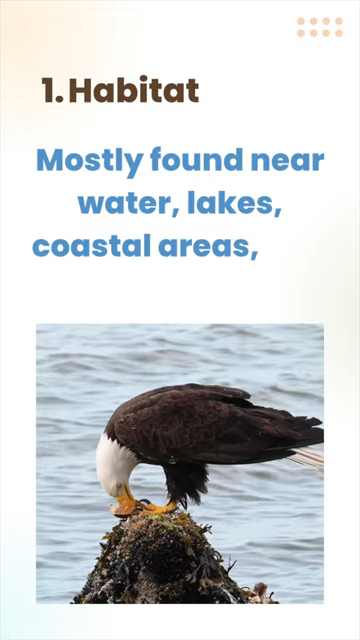 1. Habitat
Mostly found near
water, lakes,
coastal areas,